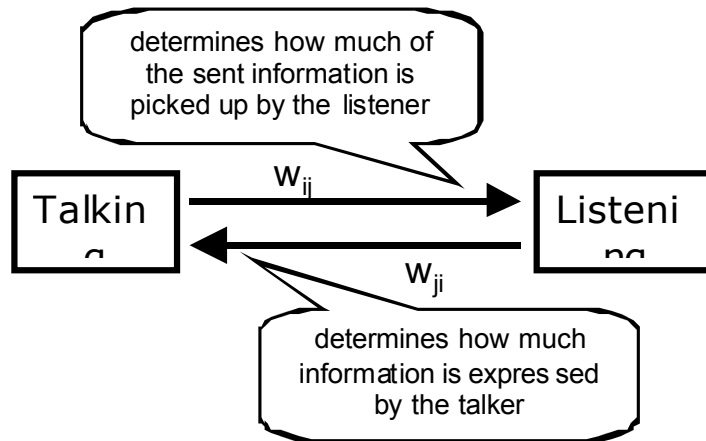 determines how much of
the sent information is
picked up by the listener
wij
Talkin
g
Listeni
ng
wji
determines how much
information is expres sed
by the talker